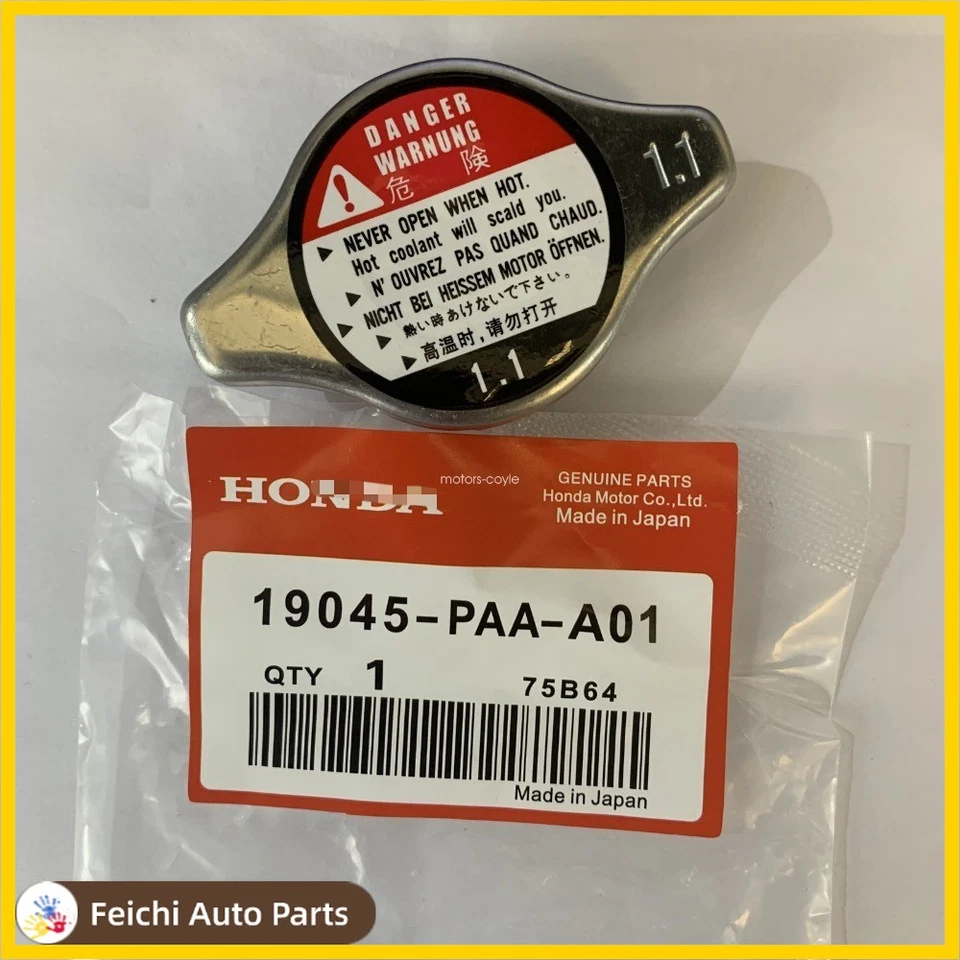 DANGER
WARNUNG
危 険
1.1
▶ NEVER OPEN WHEN HOT.
Hot coolant will scald you.
▶ N' OUVREZ PAS QUAND CHAUD.
▶ NICHT BEI HEISSEM MOTOR ÖFFNEN.
▶ 熱い時あけないで下さい。
▶ 高温时,请勿打开
1.1
HONDA
motors-coyle
GENUINE PARTS
Honda Motor Co.,Ltd.
Made in Japan
19045-PAA-A01
QTY 1 75B64
Made in Japan
Feichi Auto Parts